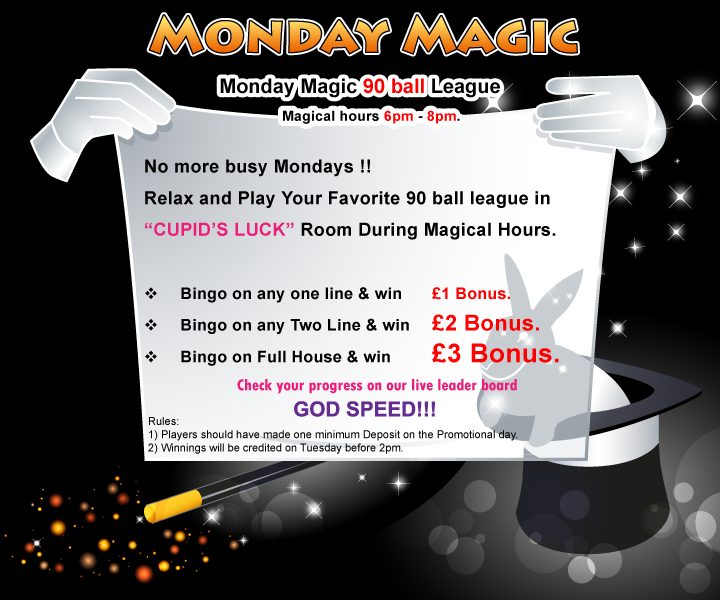 MONDAY MAGIC
Monday Magic 90 ball League
Magical hours 6pm - 8pm.
No more busy Mondays !!
Relax and Play Your Favorite 90 ball league in
“CUPID’S LUCK” Room During Magical Hours.
❖ Bingo on any one line & win £1 Bonus.
❖ Bingo on any Two Line & win £2 Bonus.
❖ Bingo on Full House & win £3 Bonus.
Check your progress on our live leader board
GOD SPEED!!!
Rules:
1) Players should have made one minimum Deposit on the Promotional day.
2) Winnings will be credited on Tuesday before 2pm.